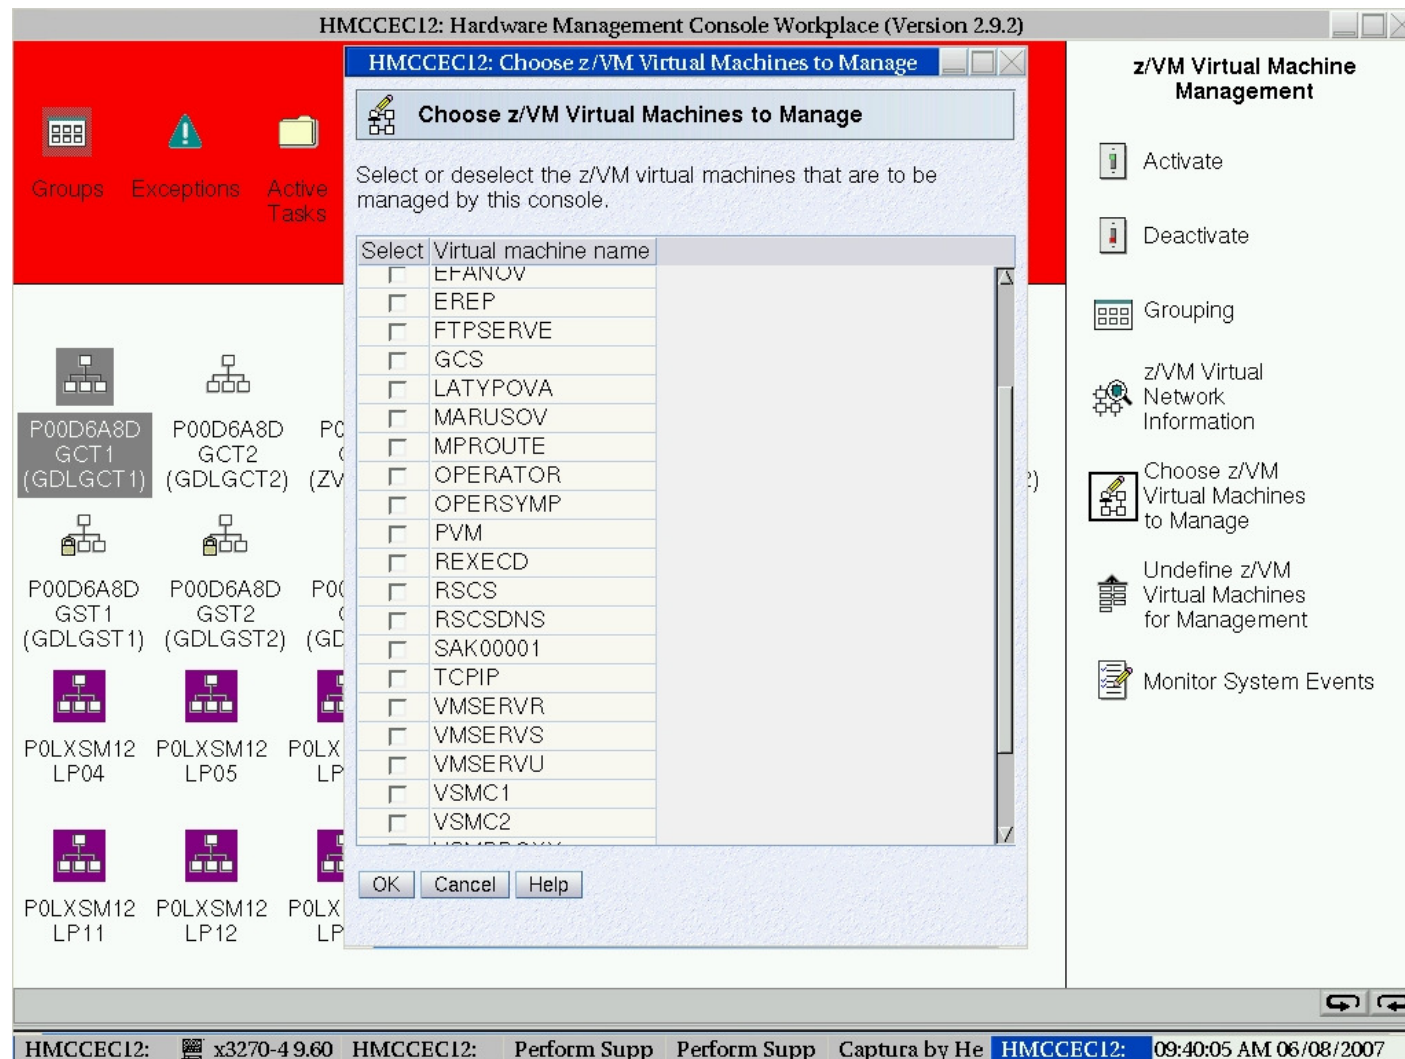 HMCCEC12: Hardware Management Console Workplace (Version 2.9.2)
Groups
Exceptions
Active
Tasks
P00D6A8D
GCT1
(GDLGCT1)
P00D6A8D
GCT2
(GDLGCT2)
P00D6A8D
GST1
(GDLGST1)
P00D6A8D
GST2
(GDLGST2)
P0LXSM12
LP04
P0LXSM12
LP05
P0LXSM12
LP11
P0LXSM12
LP12
HMCCEC12: Choose z/VM Virtual Machines to Manage
Choose z/VM Virtual Machines to Manage
Select or deselect the z/VM virtual machines that are to be
managed by this console.
Select Virtual machine name
EFANOV
EREP
FTPSERVE
GCS
LATYPOVA
MARUSOV
MPROUTE
OPERATOR
OPERSYMP
PVM
REXECD
RSCS
RSCSDNS
SAK00001
TCPIP
VMSERVR
VMSERVS
VMSERVU
VSMC1
VSMC2
OK Cancel Help
z/VM Virtual Machine
Management
Activate
Deactivate
Grouping
z/VM Virtual
Network
Information
Choose z/VM
Virtual Machines
to Manage
Undefine z/VM
Virtual Machines
for Management
Monitor System Events
HMCCEC12: x3270-4 9.60 HMCCEC12: Perform Supp Perform Supp Captura by He HMCCEC12: 09:40:05 AM 06/08/2007